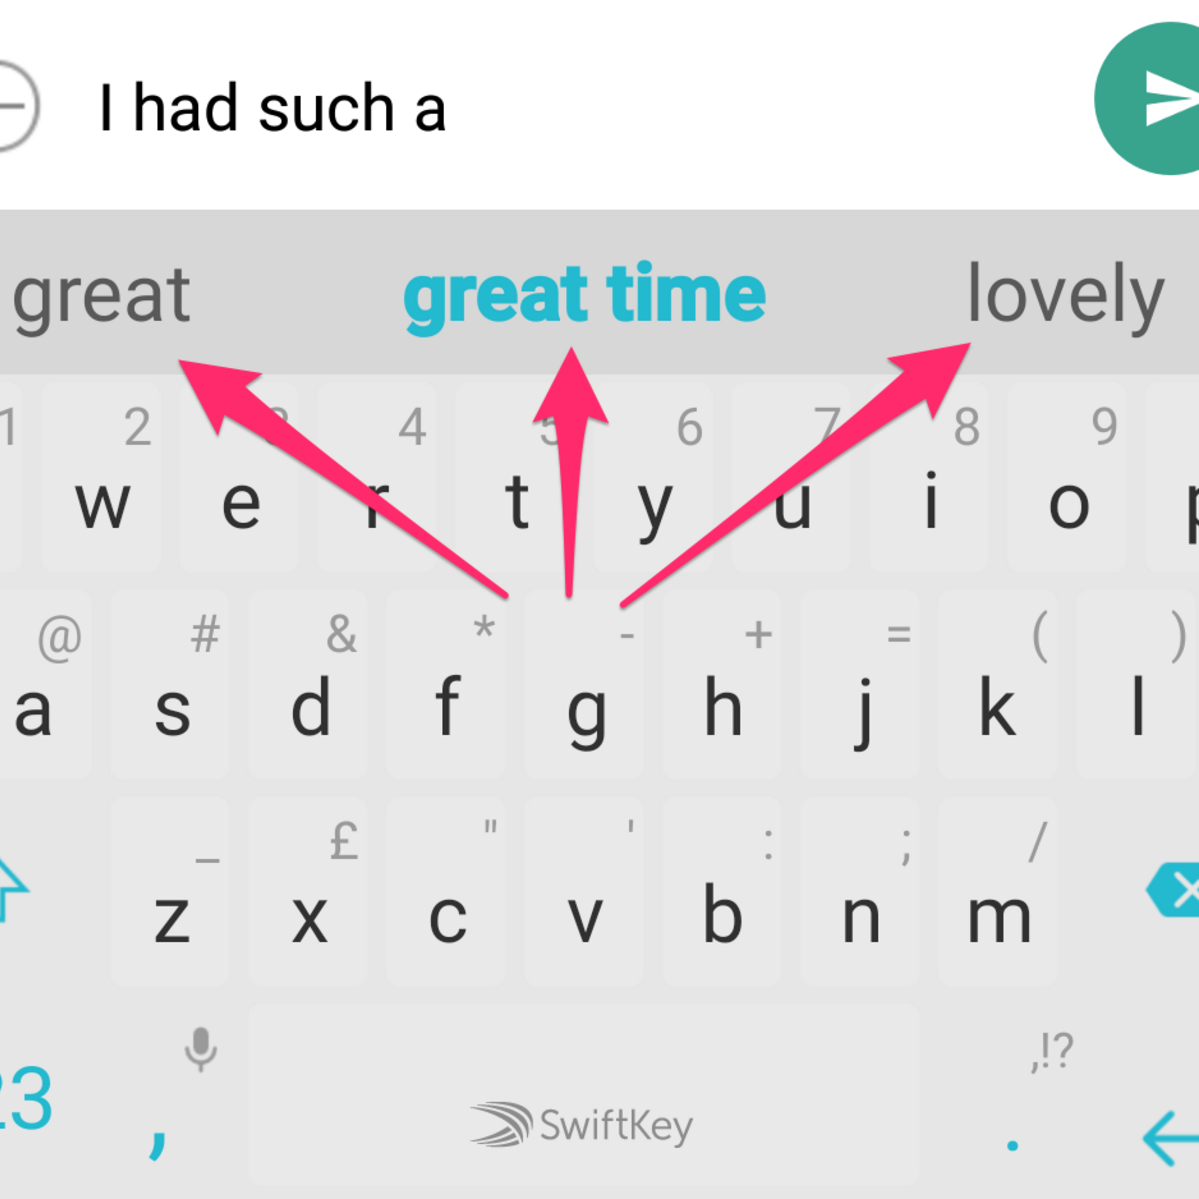 I had such a
great great time lovely
1 2 3 4 5 6 7 8 9
w e r t y u i o p
@ # & * - + = ( )
a s d f g h j k l
_ £ " ' : ; /
z x c v b n m
,!?
23 , SwiftKey .